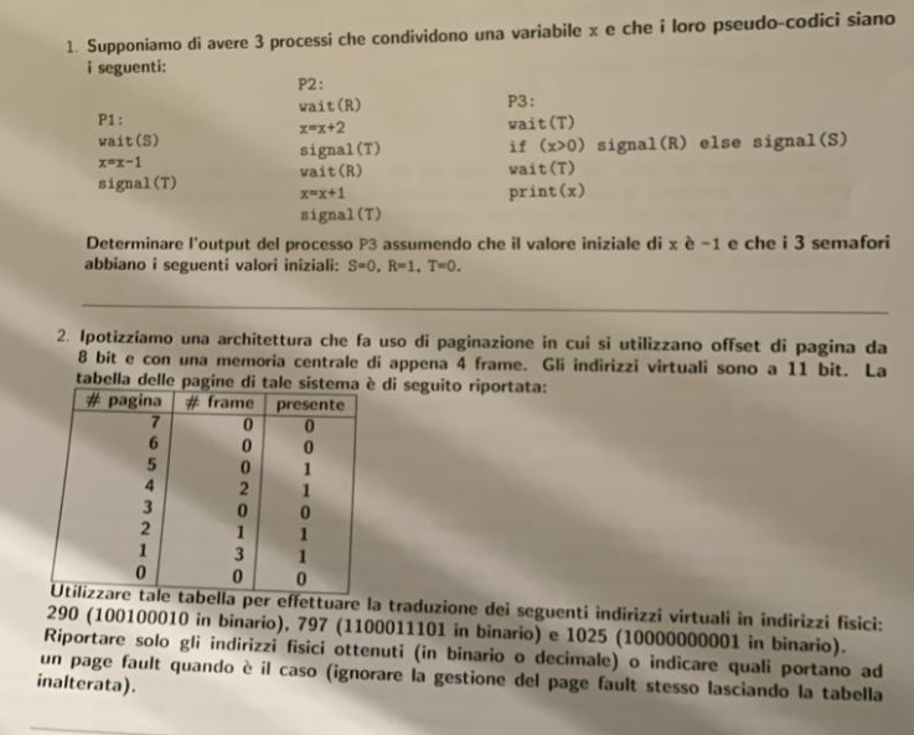 1. Supponiamo di avere 3 processi che condividono una variabile x e che i loro pseudo-codici siano
i seguenti:
P1:
wait(S)
x=x-1
signal(T)
P2:
wait(R)
x=x+2
signal(T)
wait(R)
x=x+1
signal(T)
P3:
wait(T)
if (x>0) signal(R) else signal(S)
wait(T)
print(x)
Determinare l'output del processo P3 assumendo che il valore iniziale di x è -1 e che i 3 semafori
abbiano i seguenti valori iniziali: S=0, R=1, T=0.
2. Ipotizziamo una architettura che fa uso di paginazione in cui si utilizzano offset di pagina da
8 bit e con una memoria centrale di appena 4 frame. Gli indirizzi virtuali sono a 11 bit. La
tabella delle pagine di tale sistema è di seguito riportata:
# pagina # frame presente
7 0 0
6 0 0
5 0 1
4 2 1
3 0 0
2 1 1
1 3 1
0 0 0
Utilizzare tale tabella per effettuare la traduzione dei seguenti indirizzi virtuali in indirizzi fisici:
290 (100100010 in binario), 797 (1100011101 in binario) e 1025 (10000000001 in binario).
Riportare solo gli indirizzi fisici ottenuti (in binario o decimale) o indicare quali portano ad
un page fault quando è il caso (ignorare la gestione del page fault stesso lasciando la tabella
inalterata).